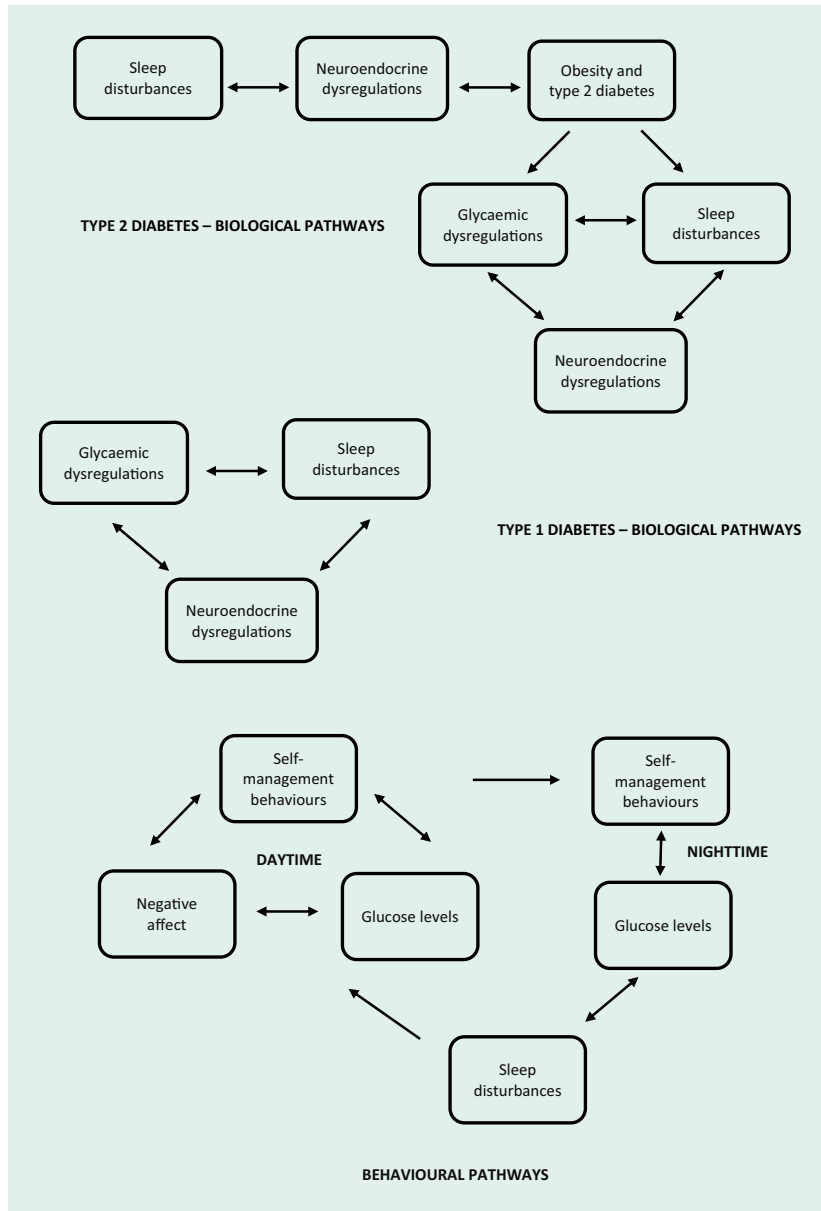 Sleep
disturbances
Neuroendocrine
dysregulations
Obesity and
type 2 diabetes
TYPE 2 DIABETES – BIOLOGICAL PATHWAYS
Glycaemic
dysregulations
Sleep
disturbances
Neuroendocrine
dysregulations
Glycaemic
dysregulations
Sleep
disturbances
TYPE 1 DIABETES – BIOLOGICAL PATHWAYS
Neuroendocrine
dysregulations
Self-
management
behaviours
Self-
management
behaviours
DAYTIME
NIGHTTIME
Negative
affect
Glucose levels
Glucose levels
Sleep
disturbances
BEHAVIOURAL PATHWAYS